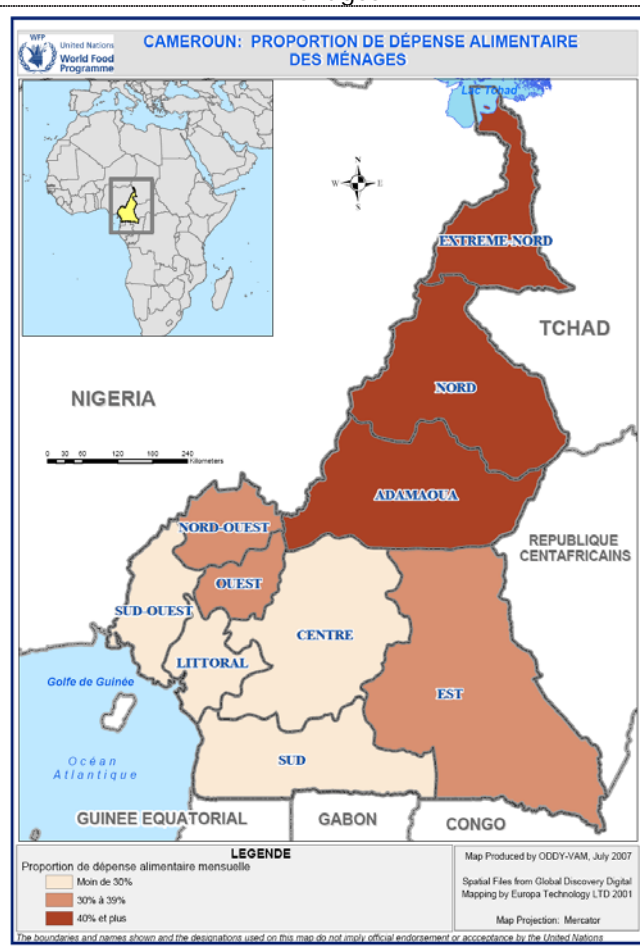 WFP
United Nations
World Food
Programme
CAMEROUN: PROPORTION DE DÉPENSE ALIMENTAIRE
DES MÉNAGES
Lac Tchad
N
W E
S
EXTREME-NORD
TCHAD
NORD
NIGERIA
0 30 60 120 180 240
Kilometers
ADAMAOUA
NORD-OUEST
REPUBLIQUE
CENTAFRICAINS
OUEST
SUD-OUEST
CENTRE
LITTORAL
Golfe de Guinée
EST
Océan
Atlantique
SUD
GUINEE EQUATORIAL
GABON
CONGO
LEGENDE
Proportion de dépense alimentaire mensuelle
Moin de 30%
30% à 39%
40% et plus
Map Produced by ODDY-VAM, July 2007
Spatial Files from Global Discovery Digital
Mapping by Europa Technology LTD 2001
Map Projection: Mercator
The boundaries and names shown and the designations used on this map do not imply official endorsement or acceptance by the United Nations